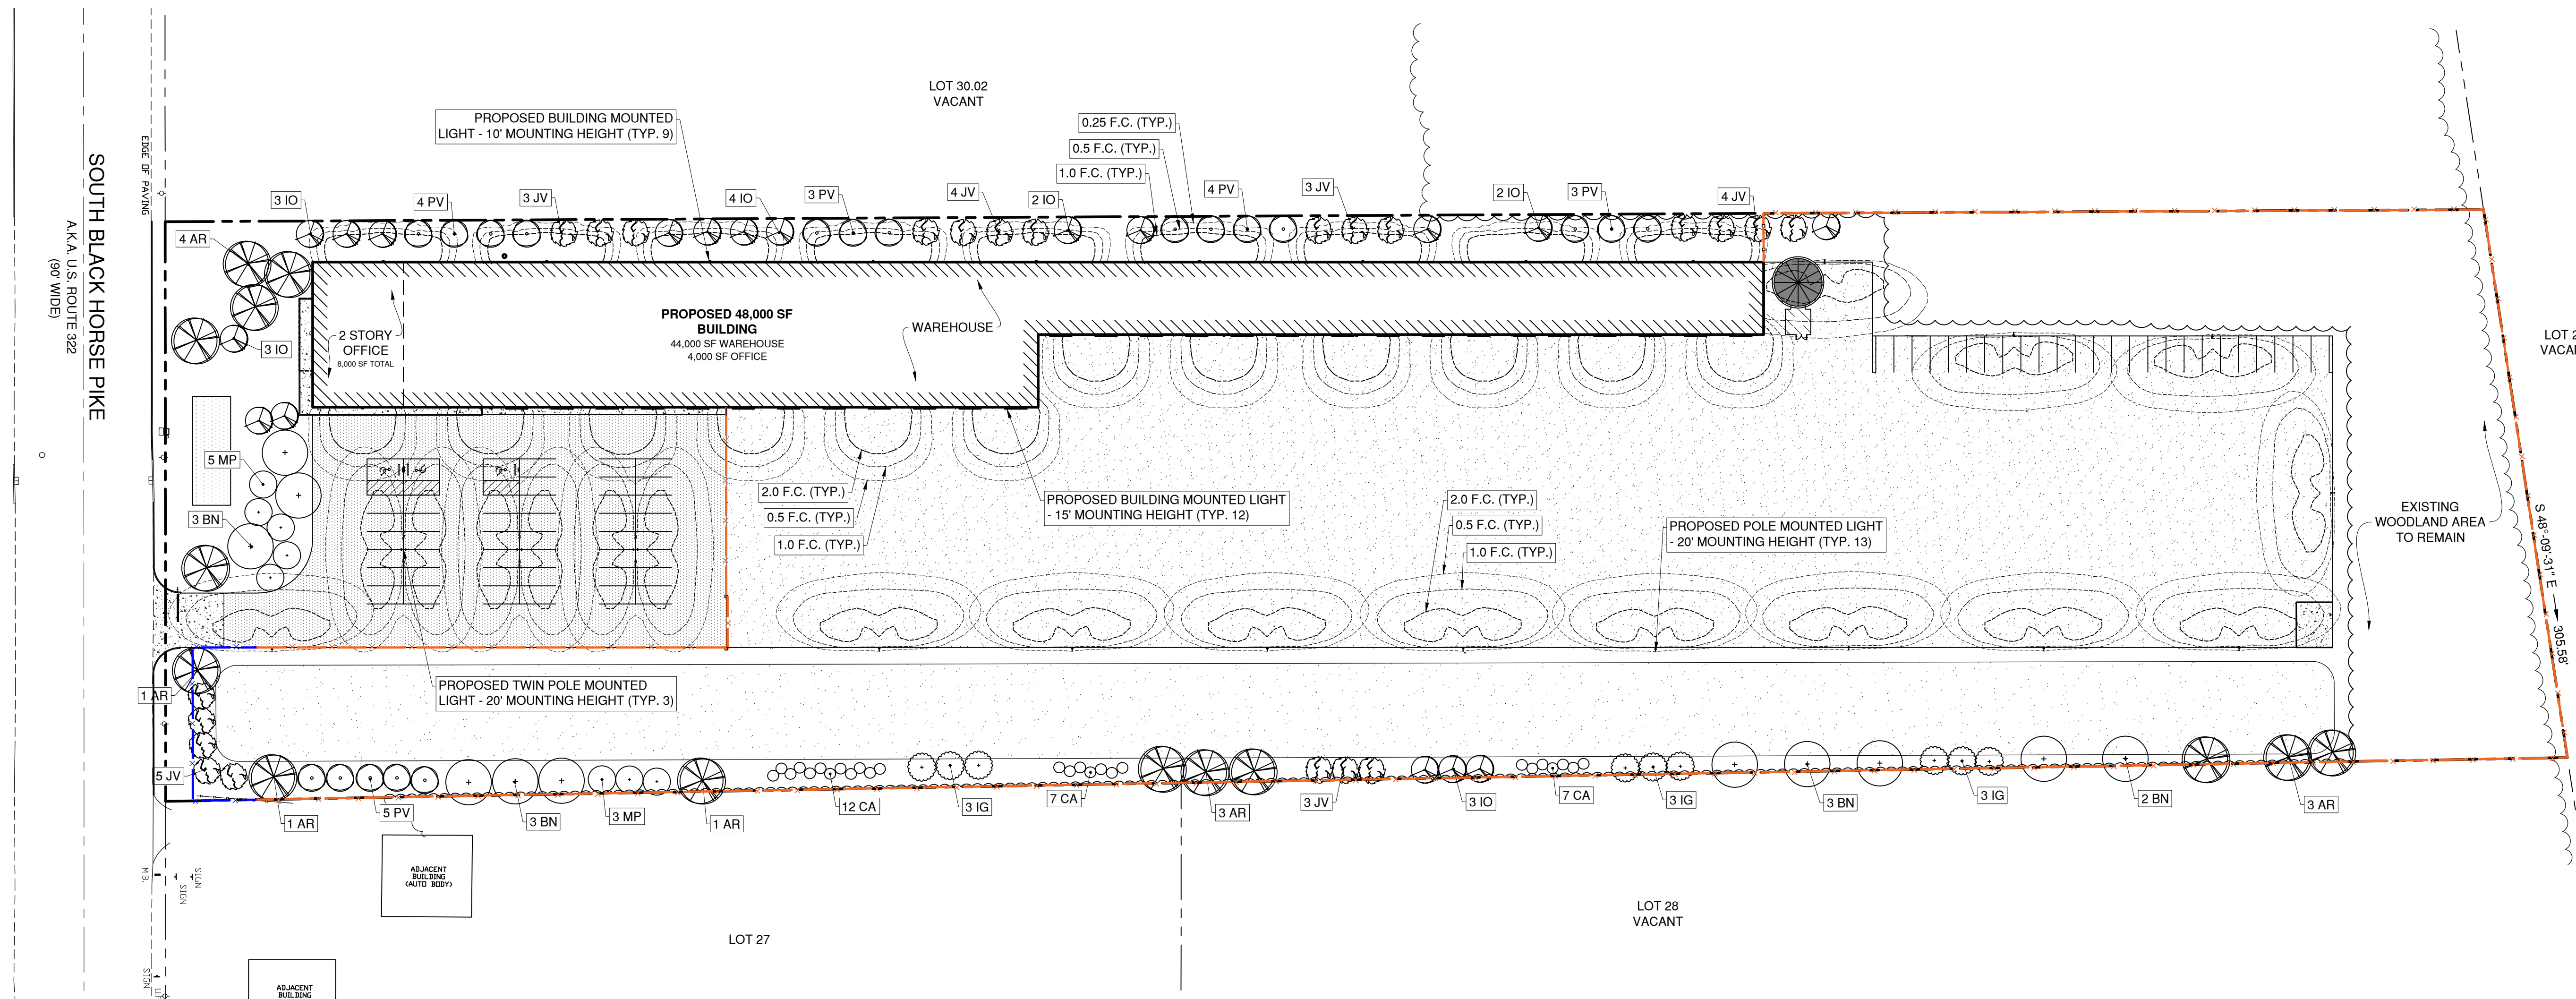 LOT 30.02
VACANT
PROPOSED BUILDING MOUNTED
LIGHT - 10' MOUNTING HEIGHT (TYP. 9)
0.25 F.C. (TYP.)
0.5 F.C. (TYP.)
1.0 F.C. (TYP.)
EDGE OF PAVING
SOUTH BLACK HORSE PIKE
A.K.A. U.S. ROUTE 322
(90' WIDE)
3 IO
4 PV
3 JV
4 IO
3 PV
4 JV
2 IO
4 PV
3 JV
2 IO
3 PV
4 JV
4 AR
3 IO
2 STORY
OFFICE
8,000 SF TOTAL
PROPOSED 48,000 SF
BUILDING
44,000 SF WAREHOUSE
4,000 SF OFFICE
WAREHOUSE
LOT
5 MP
3 BN
2.0 F.C. (TYP.)
0.5 F.C. (TYP.)
1.0 F.C. (TYP.)
PROPOSED BUILDING MOUNTED LIGHT
- 15' MOUNTING HEIGHT (TYP. 12)
2.0 F.C. (TYP.)
0.5 F.C. (TYP.)
1.0 F.C. (TYP.)
PROPOSED POLE MOUNTED LIGHT
- 20' MOUNTING HEIGHT (TYP. 13)
EXISTING
WOODLAND AREA
TO REMAIN
S 48°-09'-31" E
305.58'
PROPOSED TWIN POLE MOUNTED
LIGHT - 20' MOUNTING HEIGHT (TYP. 3)
1 AR
5 JV
1 AR
5 PV
3 BN
3 MP
1 AR
12 CA
3 IG
7 CA
3 AR
3 JV
3 IO
7 CA
3 IG
3 BN
3 IG
2 BN
3 AR
ADJACENT
BUILDING
(AUTO BODY)
M.B.
SIGN
SIGN
LOT 27
LOT 28
VACANT
SIGN
ADJACENT
BUILDING